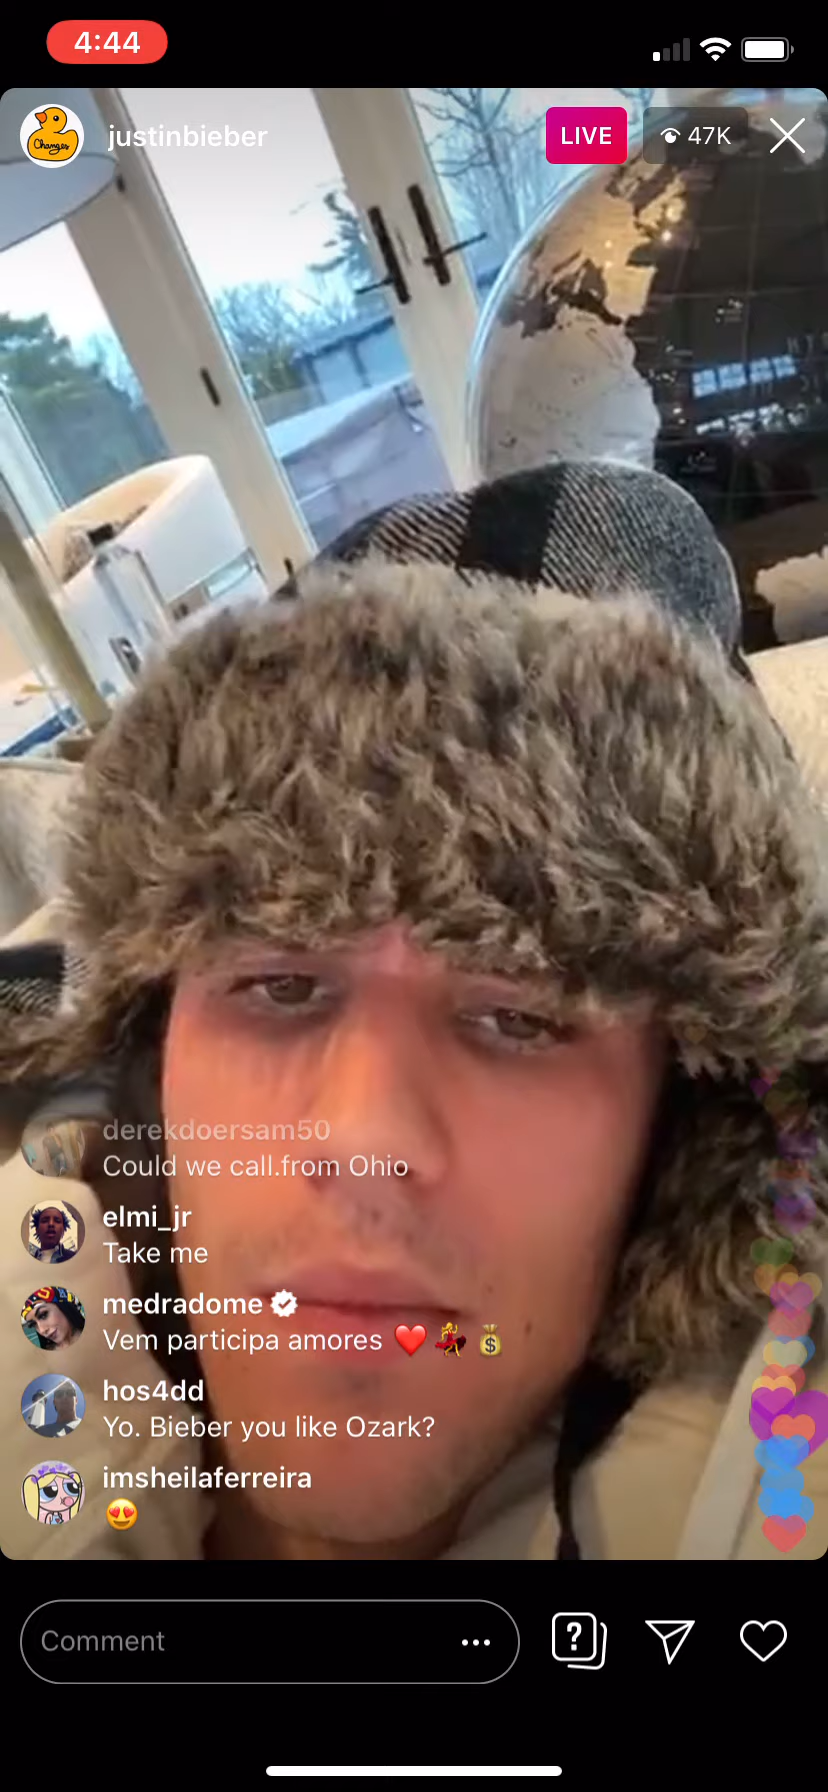 4:44
Changes
justinbieber
LIVE
47K
derekdoersam50
Could we call.from Ohio
elmi_jr
Take me
medradome
Vem participa amores ❤️ 💃 💰
hos4dd
Yo. Bieber you like Ozark?
imsheilaferreira
😍
Comment
?